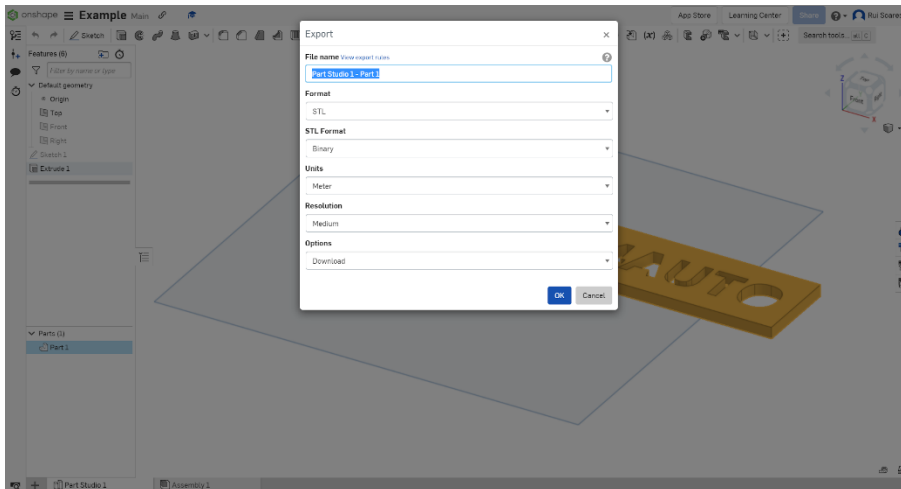 onshape Example Main
App Store Learning Center Share Rui Soares
Sketch
Search tools...
Features (6)
Filter by name or type
Default geometry
Origin
Top
Front
Right
Sketch 1
Extrude 1
Parts (1)
Part 1
Export ×
File name View export rules
Part Studio 1 - Part 1
Format
STL
STL Format
Binary
Units
Meter
Resolution
Medium
Options
Download
OK Cancel
AUTO
Z
Front
X
Part Studio 1 Assembly 1